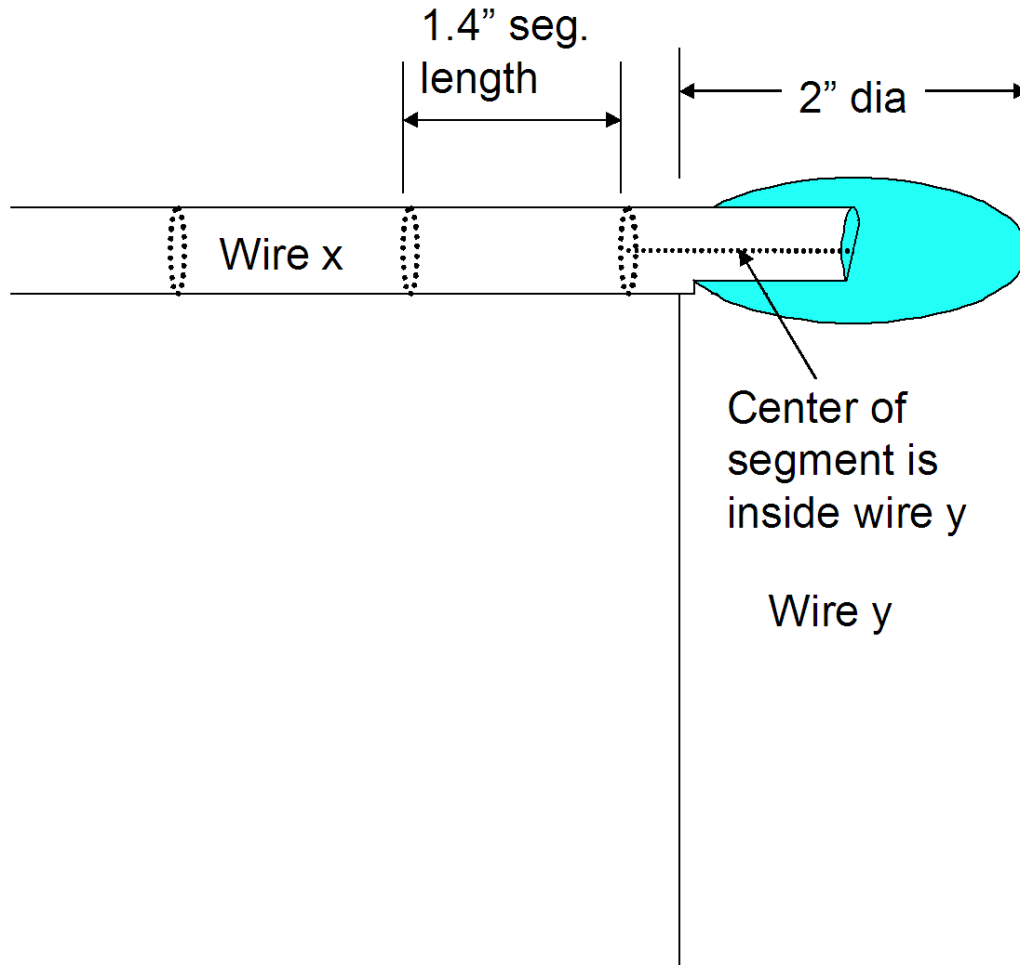 1.4” seg.
length
2” dia
Wire x
Center of
segment is
inside wire y
Wire y